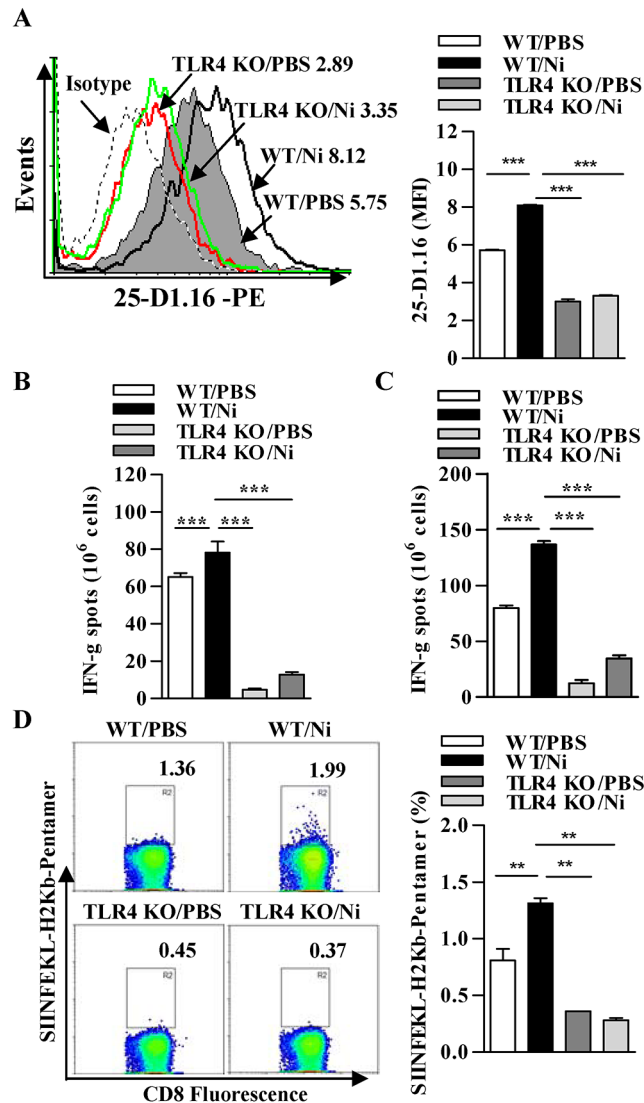 A
Isotype
TLR4 KO/PBS 2.89
TLR4 KO/Ni 3.35
WT/Ni 8.12
WT/PBS 5.75
Events
25-D1.16 -PE
WT/PBS
WT/Ni
TLR4 KO/PBS
TLR4 KO/Ni
25-D1.16 (MFI)
10
8
6
4
2
0
*** ***
***
B
WT/PBS
WT/Ni
TLR4 KO/PBS
TLR4 KO/Ni
IFN-g spots (10⁶ cells)
100
80
60
40
20
0
***
*** ***
C
WT/PBS
WT/Ni
TLR4 KO/PBS
TLR4 KO/Ni
IFN-g spots (10⁶ cells)
200
150
100
50
0
***
*** ***
D
WT/PBS WT/Ni
1.36 1.99
R2 R2
TLR4 KO/PBS TLR4 KO/Ni
0.45 0.37
R2 R2
SIINFEKL-H2Kb-Pentamer
CD8 Fluorescence
WT/PBS
WT/Ni
TLR4 KO/PBS
TLR4 KO/Ni
SIINFEKL-H2Kb-Pentamer (%)
2.0
1.5
1.0
0.5
0.0
**
** **